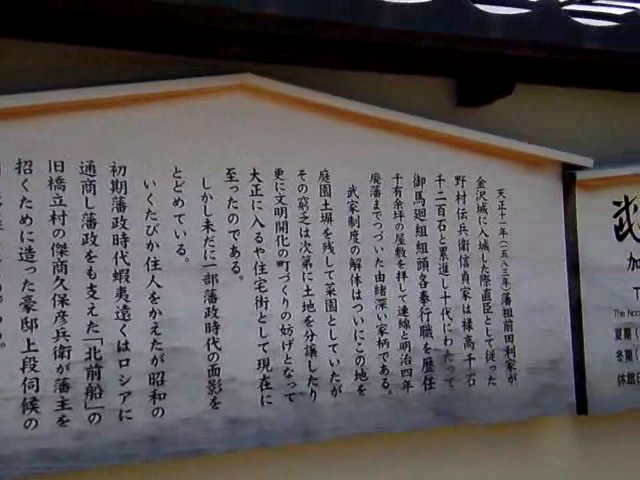 天正十一年(一五八三年)藩祖前田利家が
金沢城に入城した際直臣として従った
野村伝兵衛信貞家は禄高千石
千二百石と累進し十代にわたって
御馬廻組組頭各奉行職を歴任
千有余坪の屋敷を拝して連綿と明治四年
廃藩までつづいた由緒深い家柄である。
武家制度の解体はついにこの地を
庭園土塀を残して菜園としていたが
その窮乏は次第に土地を分譲したり
更に文明開化の町づくりの妨げとなって
大正に入るや住宅街として現在に
至ったのである。
しかし未だに一部藩政時代の面影を
とどめている。
いくたびか住人をかえたが昭和の
初期藩政時代蝦夷遠くはロシアに
通商し藩政をも支えた「北前船」の
旧橋立村の傑商久保彦兵衛が藩主を
招くために造った豪邸上段伺候の
武
加
T
The No
夏期(
冬期(
休館日